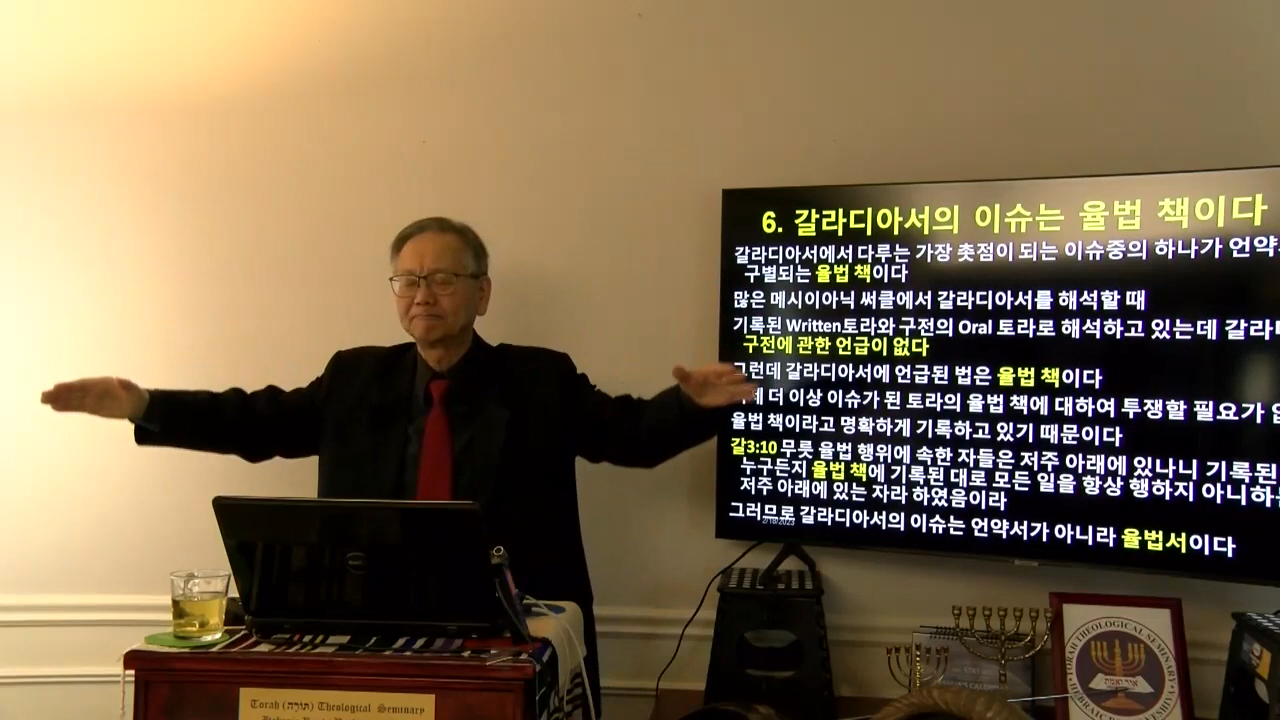 6. 갈라디아서의 이슈는 율법 책이다
갈라디아서에서 다루는 가장 촛점이 되는 이슈중의 하나가 언약
구별되는 율법 책이다
많은 메시이아닉 써클에서 갈라디아서를 해석할 때
기록된 Written토라와 구전의 Oral 토라로 해석하고 있는데 갈라
구전에 관한 언급이 없다
그런데 갈라디아서에 언급된 법은 율법 책이다
더 이상 이슈가 된 토라의 율법 책에 대하여 투쟁할 필요가
율법 책이라고 명확하게 기록하고 있기 때문이다
갈3:10 무릇 율법 행위에 속한 자들은 저주 아래에 있나니 기록된
누구든지 율법 책에 기록된 대로 모든 일을 항상 행하지 아니하
저주 아래에 있는 자라 하였음이라
그러므로 갈라디아서의 이슈는 언약서가 아니라 율법서이다
2/18/2023
DELL
Torah (תורה) Theological Seminary
TORAH THEOLOGICAL SEMINARY
אור ואמת